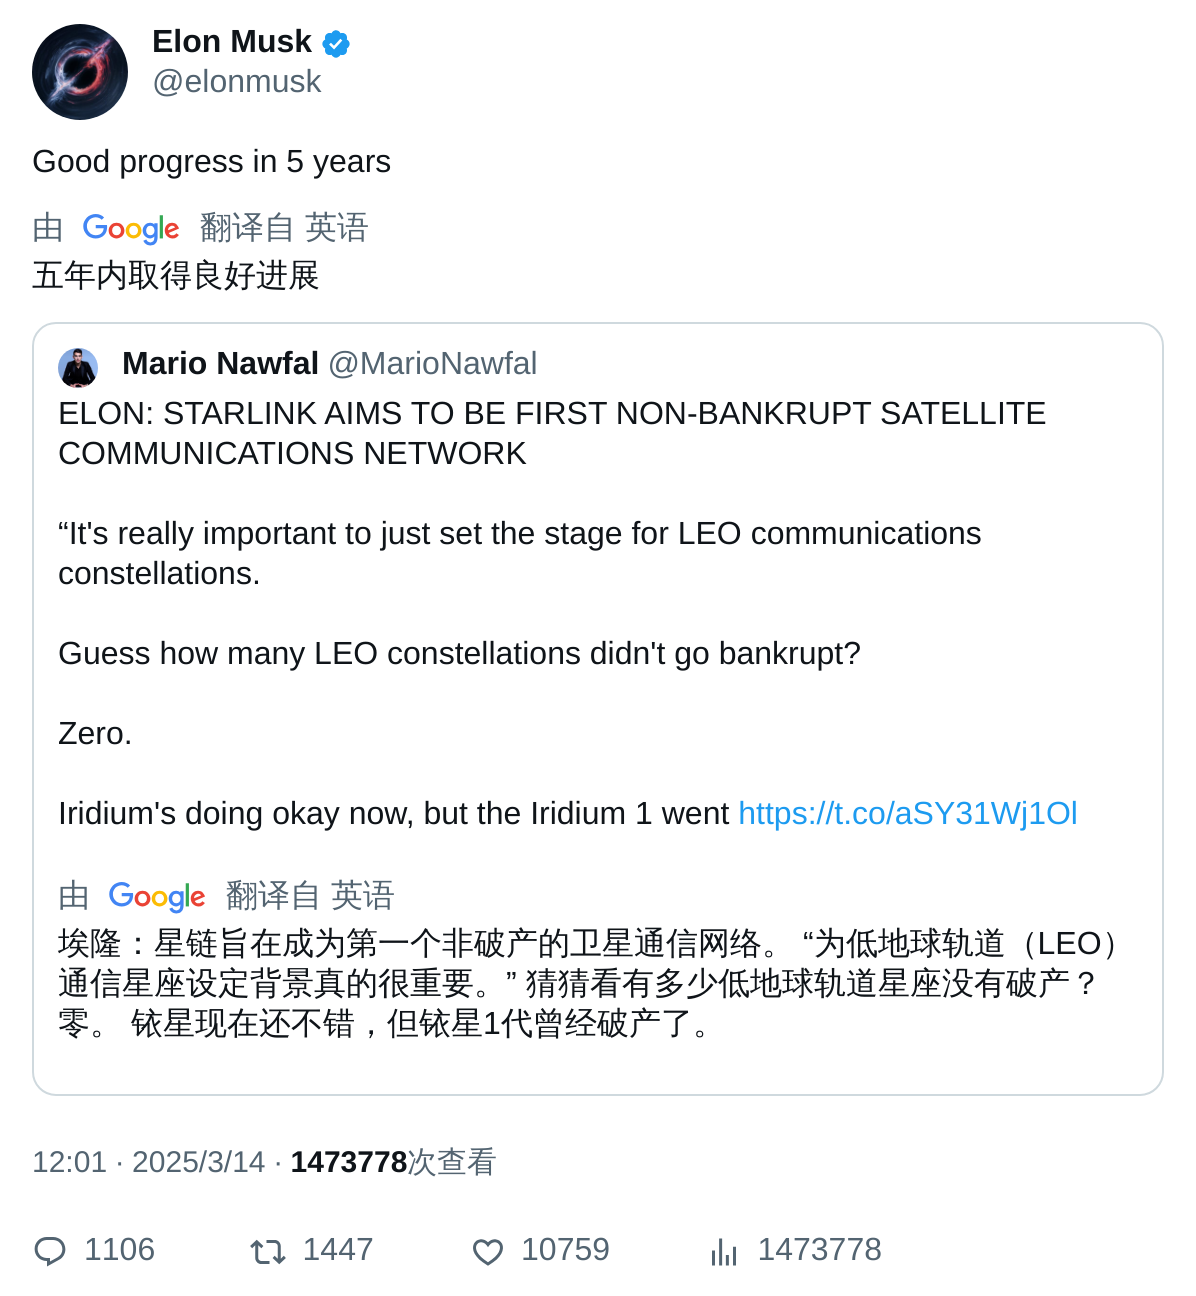 Elon Musk
@elonmusk
Good progress in 5 years
由 Google 翻译自 英语
五年内取得良好进展
Mario Nawfal @MarioNawfal
ELON: STARLINK AIMS TO BE FIRST NON-BANKRUPT SATELLITE
COMMUNICATIONS NETWORK
“It's really important to just set the stage for LEO communications
constellations.
Guess how many LEO constellations didn't go bankrupt?
Zero.
Iridium's doing okay now, but the Iridium 1 went https://t.co/aSY31Wj1Ol
由 Google 翻译自 英语
埃隆：星链旨在成为第一个非破产的卫星通信网络。 “为低地球轨道（LEO）
通信星座设定背景真的很重要。” 猜猜看有多少低地球轨道星座没有破产？
零。 铱星现在还不错，但铱星1代曾经破产了。
12:01 · 2025/3/14 · 1473778次查看
1106 1447 10759 1473778